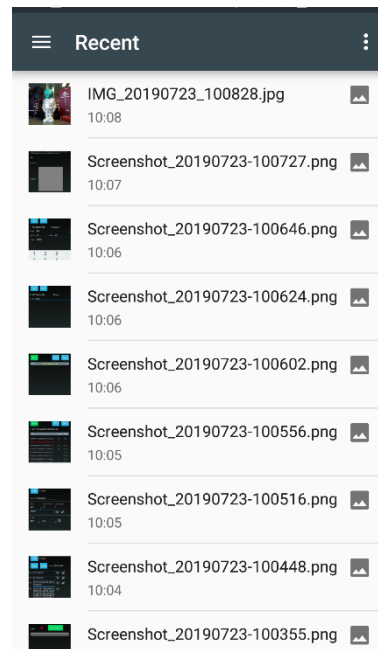 Recent
IMG_20190723_100828.jpg
10:08
Screenshot_20190723-100727.png
10:07
Screenshot_20190723-100646.png
10:06
Screenshot_20190723-100624.png
10:06
Screenshot_20190723-100602.png
10:06
Screenshot_20190723-100556.png
10:05
Screenshot_20190723-100516.png
10:05
Screenshot_20190723-100448.png
10:04
Screenshot_20190723-100355.png